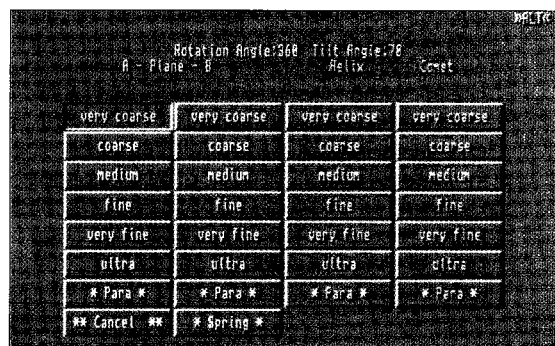 Rotation Angle:360 Tilt Angle:78
A - Plane - B Helix Comet
very coarse very coarse very coarse very coarse
coarse coarse coarse coarse
medium medium medium medium
fine fine fine fine
very fine very fine very fine very fine
ultra ultra ultra ultra
* Para * * Para * * Para * * Para *
** Cancel ** * Spring *